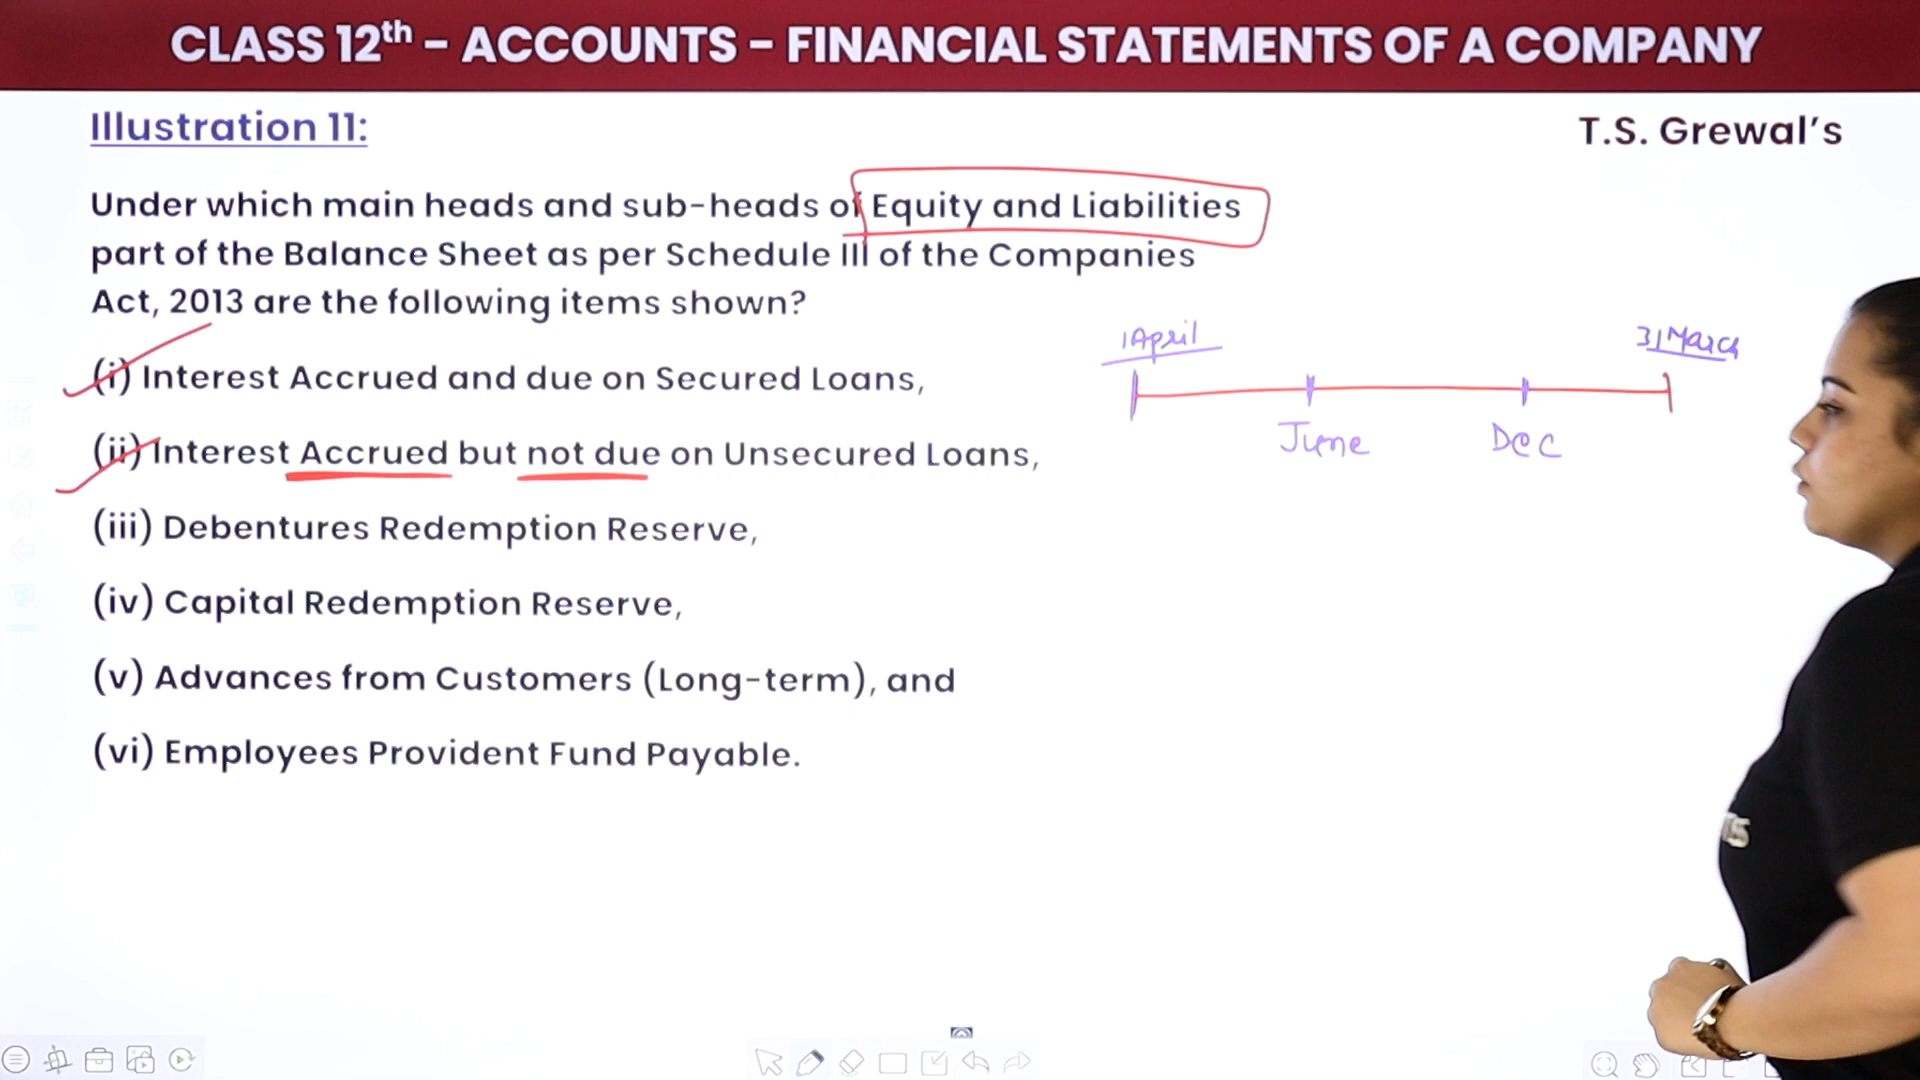 CLASS 12th – ACCOUNTS – FINANCIAL STATEMENTS OF A COMPANY
Illustration 11:
T.S. Grewal's
Under which main heads and sub-heads of Equity and Liabilities
part of the Balance Sheet as per Schedule III of the Companies
Act, 2013 are the following items shown?
1 April
31 March
(i) Interest Accrued and due on Secured Loans,
June
Dec
(ii) Interest Accrued but not due on Unsecured Loans,
(iii) Debentures Redemption Reserve,
(iv) Capital Redemption Reserve,
(v) Advances from Customers (Long-term), and
(vi) Employees Provident Fund Payable.